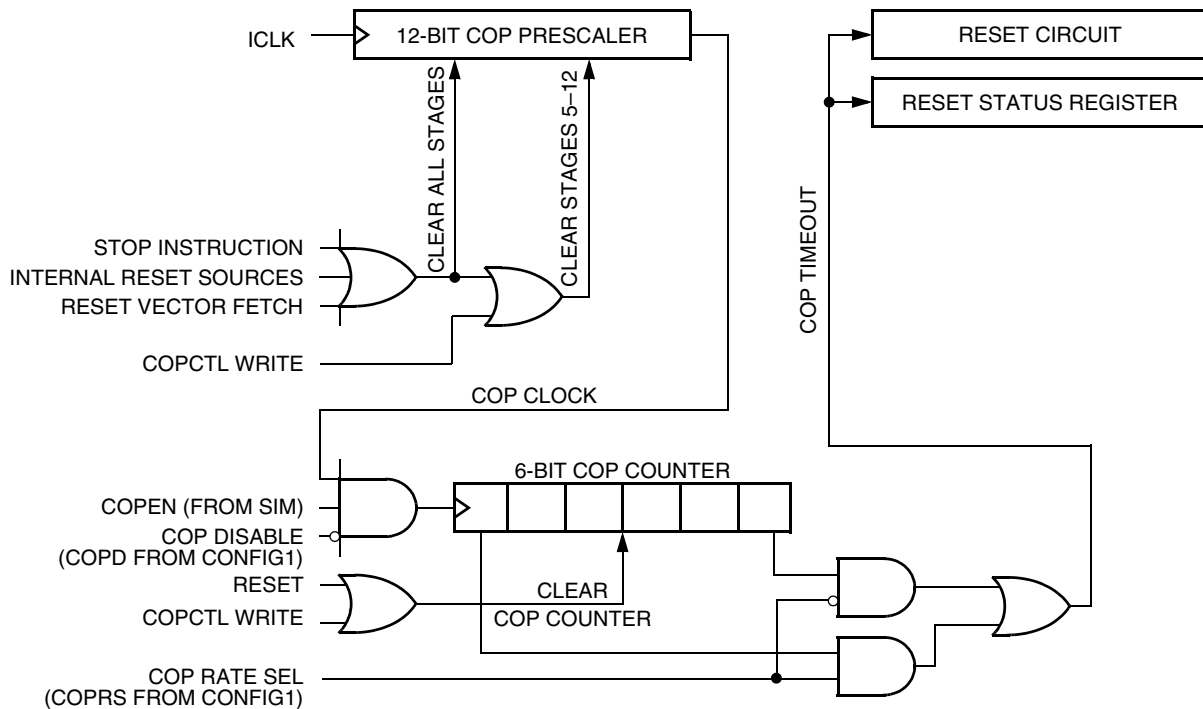 RESET CIRCUIT
ICLK
12-BIT COP PRESCALER
RESET STATUS REGISTER
CLEAR ALL STAGES
CLEAR STAGES 5–12
COP TIMEOUT
STOP INSTRUCTION
INTERNAL RESET SOURCES
RESET VECTOR FETCH
COPCTL WRITE
COP CLOCK
6-BIT COP COUNTER
COPEN (FROM SIM)
COP DISABLE
(COPD FROM CONFIG1)
RESET
CLEAR
COPCTL WRITE
COP COUNTER
COP RATE SEL
(COPRS FROM CONFIG1)